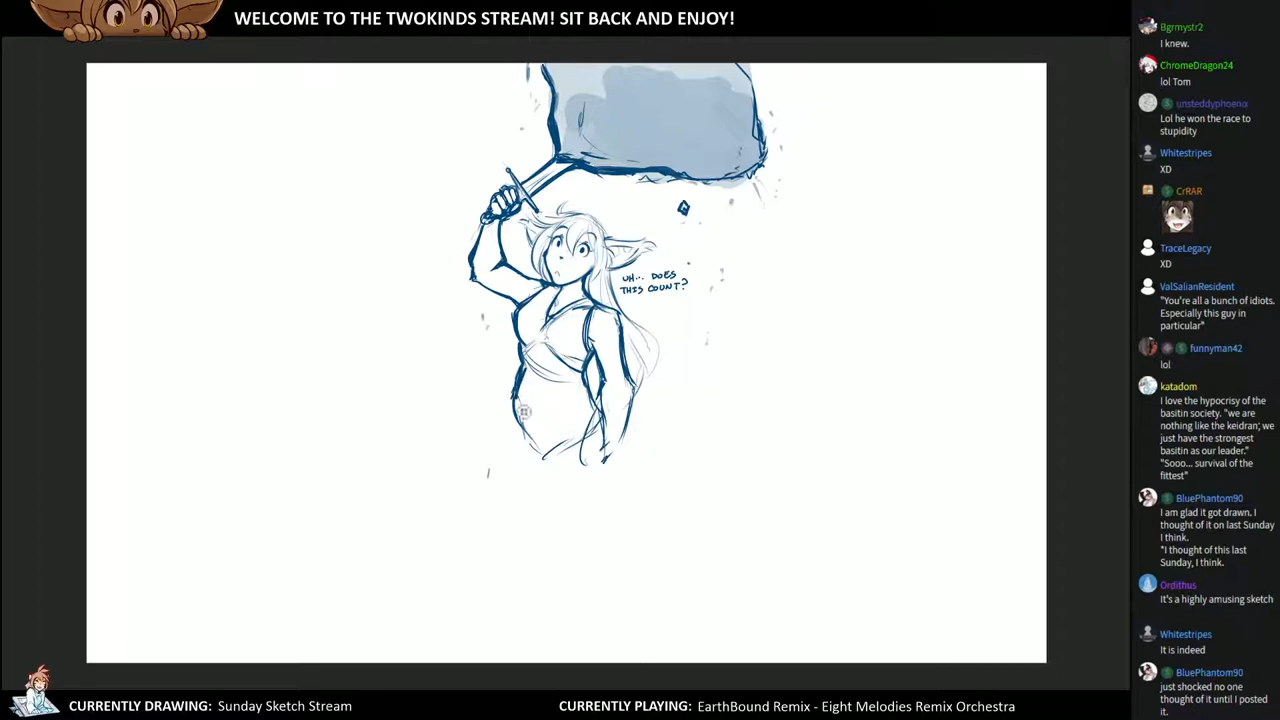 WELCOME TO THE TWOKINDS STREAM! SIT BACK AND ENJOY!
UH... DOES
THIS COUNT?
Bgrmystr2
I knew.
ChromeDragon24
lol Tom
unsteddyphoenix
Lol he won the race to
stupidity
Whitestripes
XD
CrRAR
TraceLegacy
XD
ValSalianResident
"You're all a bunch of idiots.
Especially this guy in
particular"
funnyman42
lol
katadom
I love the hypocrisy of the
basitin society. "we are
nothing like the keidran; we
just have the strongest
basitin as our leader."
"Sooo... survival of the
fittest"
BluePhantom90
I am glad it got drawn. I
thought of it on last Sunday
I think.
*I thought of this last
Sunday, I think.
Ordithus
It's a highly amusing sketch
Whitestripes
It is indeed
BluePhantom90
just shocked no one
thought of it until I posted
it.
CURRENTLY DRAWING: Sunday Sketch Stream
CURRENTLY PLAYING: EarthBound Remix - Eight Melodies Remix Orchestra